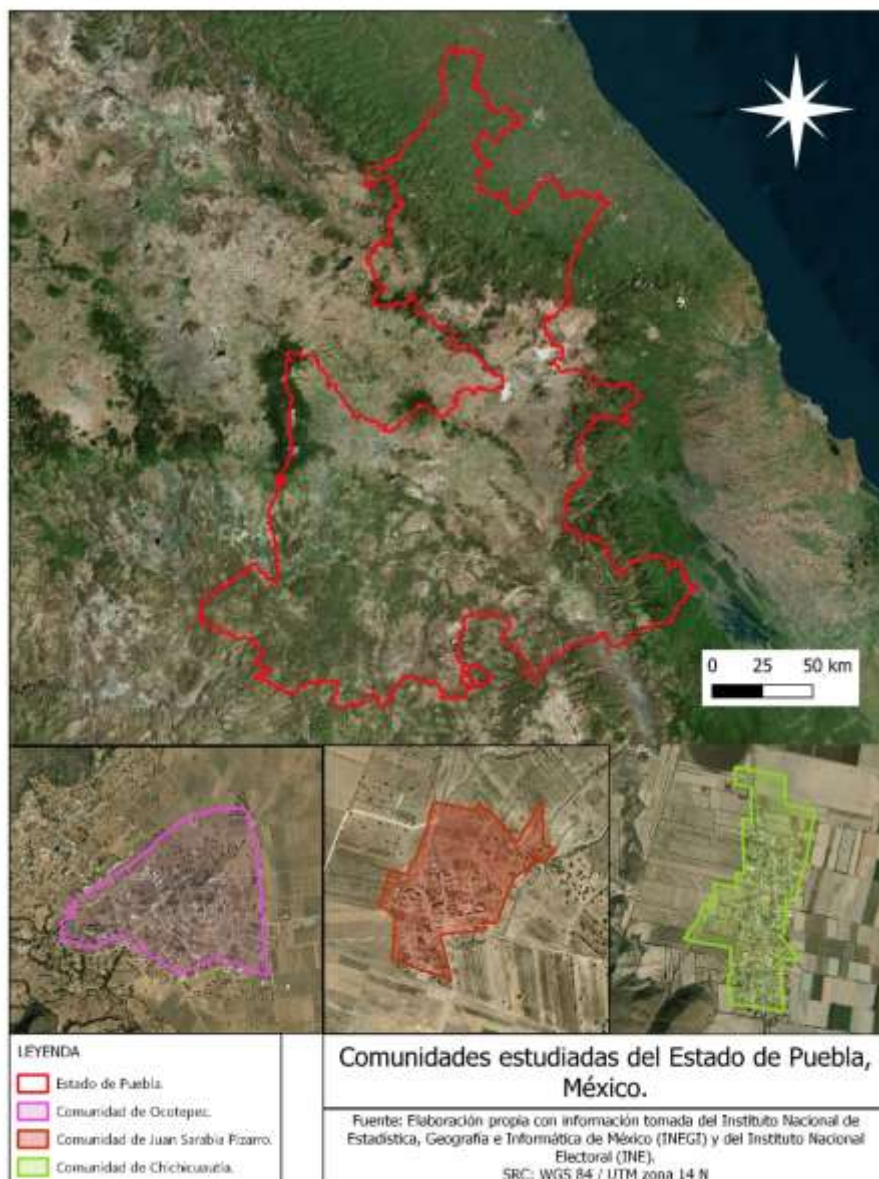 0 25 50 km
LEYENDA
Estado de Puebla.
Comunidad de Ocotepec.
Comunidad de Juan Sarabia Pizarro.
Comunidad de Chichicuautla.
Comunidades estudiadas del Estado de Puebla,
México.
Fuente: Elaboración propia con información tomada del Instituto Nacional de
Estadística, Geografía e Informática de México (INEGI) y del Instituto Nacional
Electoral (INE).
SRC: WGS 84 / UTM zona 14 N